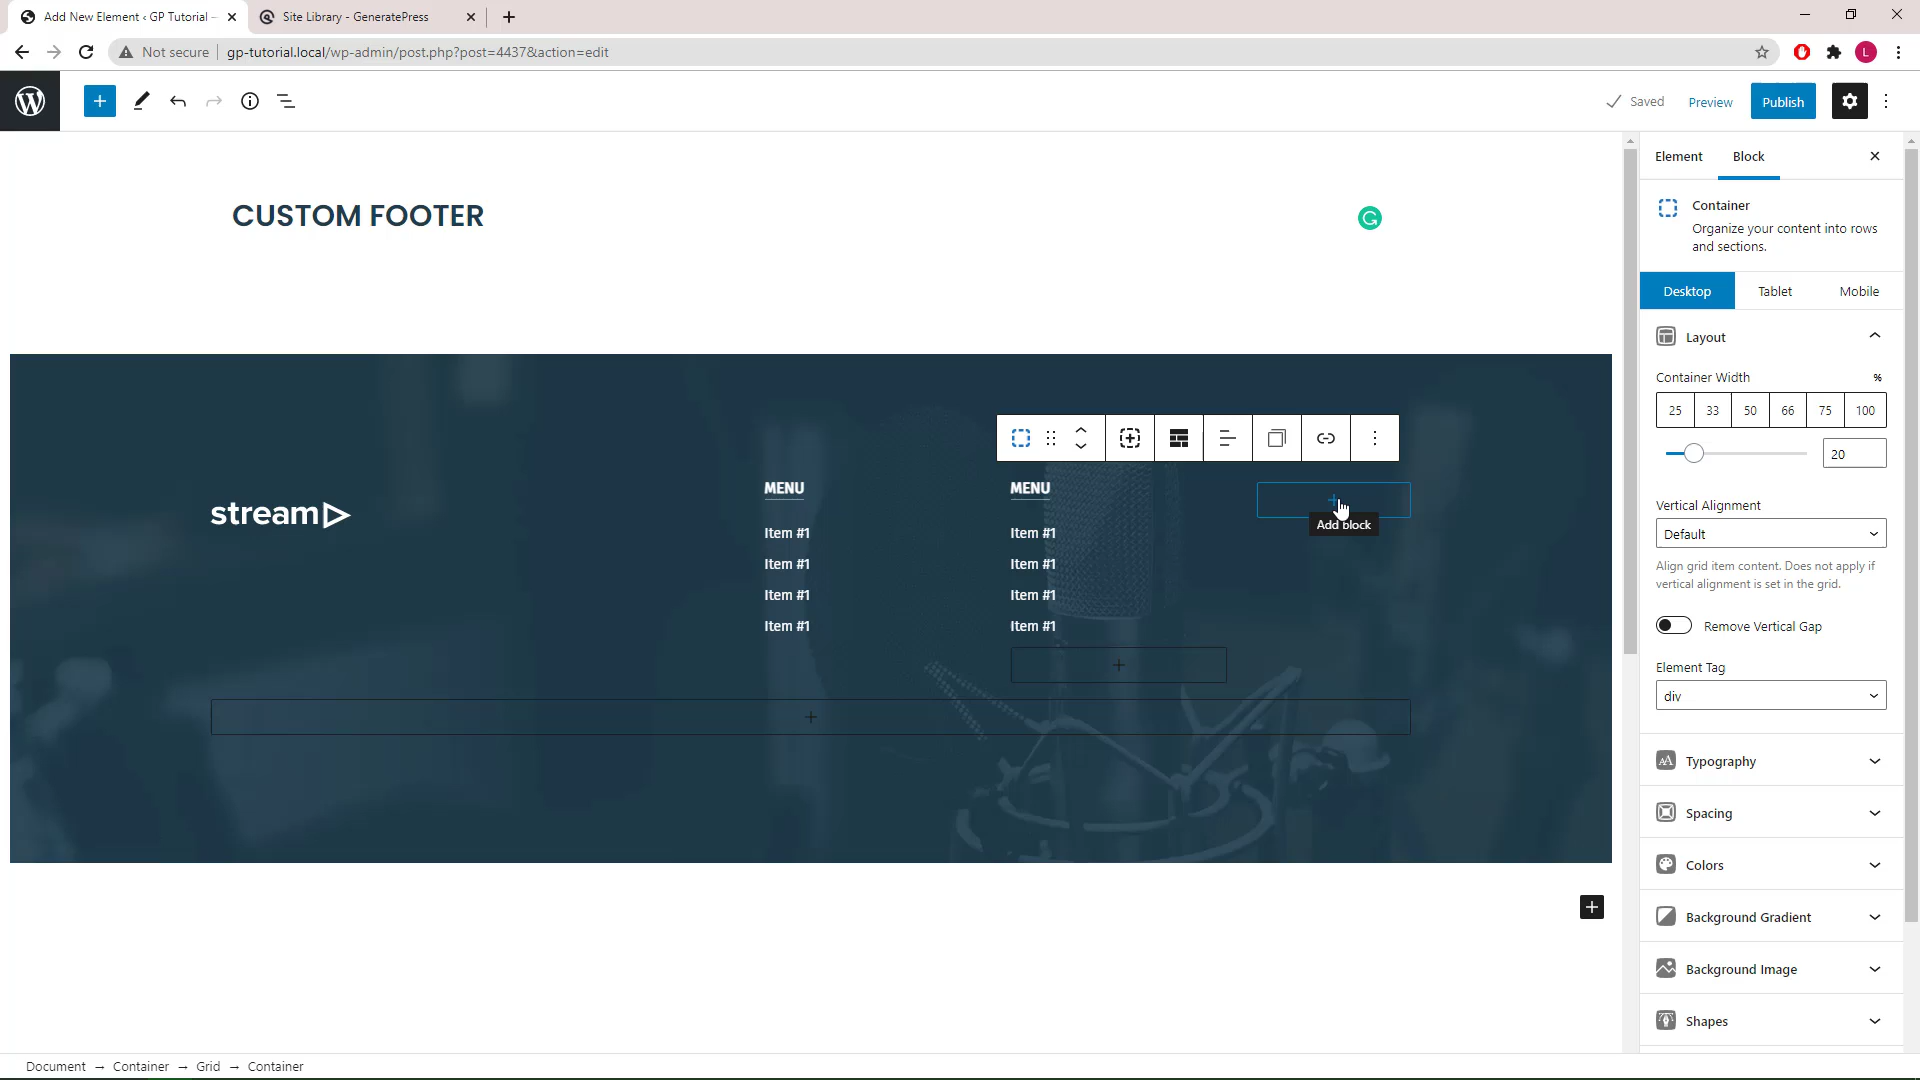 Add New Element ‹ GP Tutorial –
Site Library - GeneratePress
Not secure
gp-tutorial.local/wp-admin/post.php?post=4437&action=edit
L
Saved
Preview
Publish
Element
Block
CUSTOM FOOTER
Container
Organize your content into rows
and sections.
Desktop
Tablet
Mobile
Layout
Container Width
%
25
33
50
66
75
100
20
Vertical Alignment
Default
Align grid item content. Does not apply if
vertical alignment is set in the grid.
Remove Vertical Gap
Element Tag
div
Typography
Spacing
Colors
Background Gradient
Background Image
Shapes
stream
MENU
Item #1
Item #1
Item #1
Item #1
MENU
Item #1
Item #1
Item #1
Item #1
Add block
Document → Container → Grid → Container